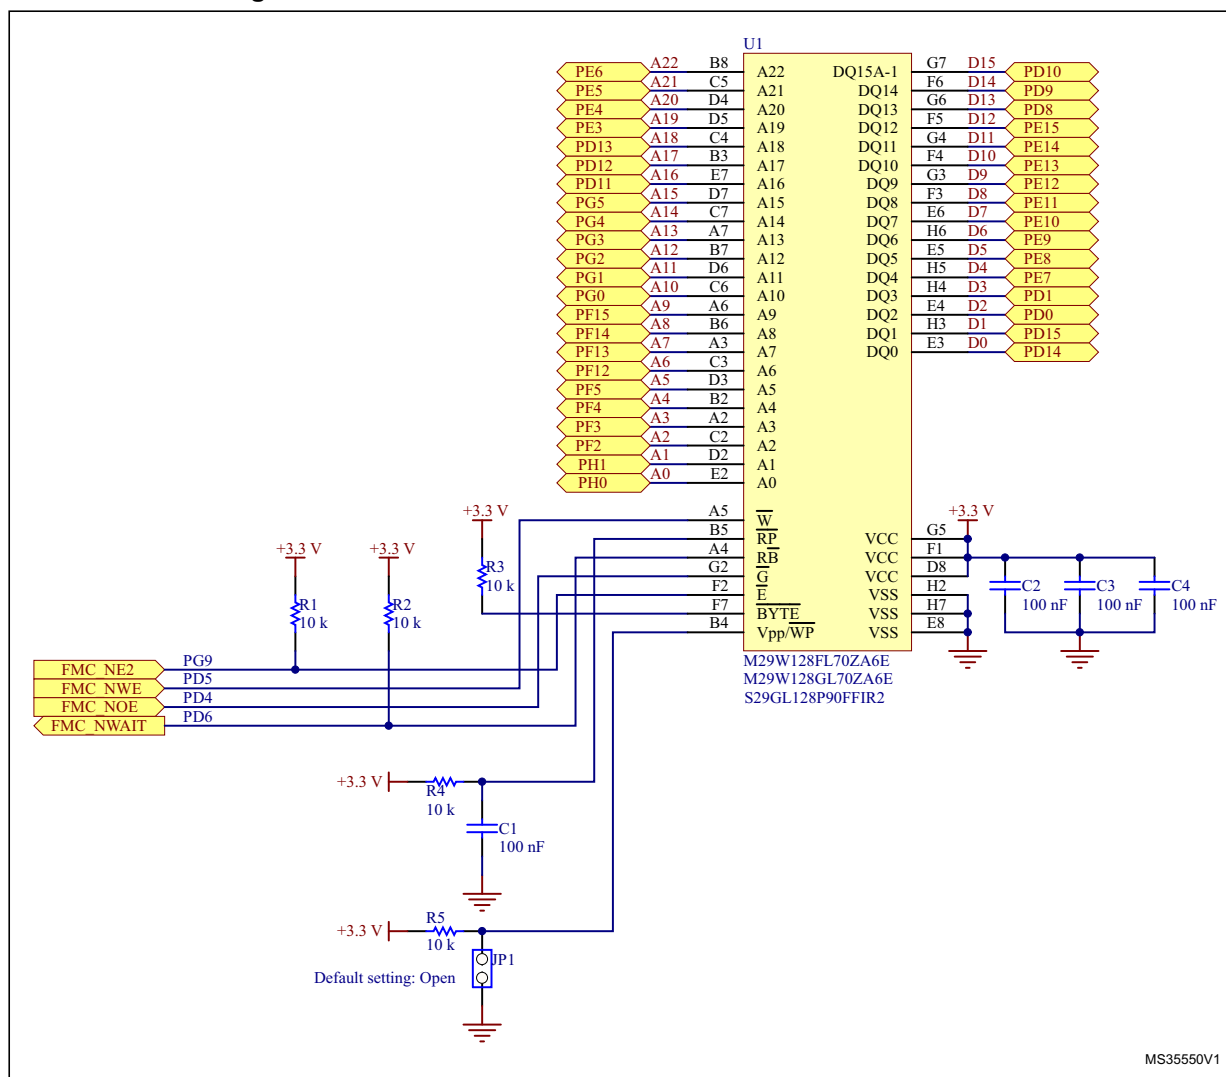 U1
PE6 A22 B8 A22 DQ15A-1 G7 D15 PD10
PE5 A21 C5 A21 DQ14 F6 D14 PD9
PE4 A20 D4 A20 DQ13 G6 D13 PD8
PE3 A19 D5 A19 DQ12 F5 D12 PE15
PD13 A18 C4 A18 DQ11 G4 D11 PE14
PD12 A17 B3 A17 DQ10 F4 D10 PE13
PD11 A16 E7 A16 DQ9 G3 D9 PE12
PG5 A15 D7 A15 DQ8 F3 D8 PE11
PG4 A14 C7 A14 DQ7 E6 D7 PE10
PG3 A13 A7 A13 DQ6 H6 D6 PE9
PG2 A12 B7 A12 DQ5 E5 D5 PE8
PG1 A11 D6 A11 DQ4 H5 D4 PE7
PG0 A10 C6 A10 DQ3 H4 D3 PD1
PF15 A9 A6 A9 DQ2 E4 D2 PD0
PF14 A8 B6 A8 DQ1 H3 D1 PD15
PF13 A7 A3 A7 DQ0 E3 D0 PD14
PF12 A6 C3 A6
PF5 A5 D3 A5
PF4 A4 B2 A4
PF3 A3 A2 A3
PF2 A2 C2 A2
PH1 A1 D2 A1
PH0 A0 E2 A0
+3.3 V A5 W +3.3 V
B5 RP VCC G5
+3.3 V +3.3 V A4 RB VCC F1
R3 10 k G2 G VCC D8
F2 E VSS H2 C2 100 nF C3 100 nF C4 100 nF
R1 10 k R2 10 k F7 BYTE VSS H7
B4 Vpp/WP VSS E8
M29W128FL70ZA6E
M29W128GL70ZA6E
S29GL128P90FFIR2
FMC_NE2 PG9
FMC_NWE PD5
FMC_NOE PD4
FMC_NWAIT PD6
+3.3 V R4
10 k
C1
100 nF
+3.3 V R5
10 k
JP1
Default setting: Open
MS35550V1